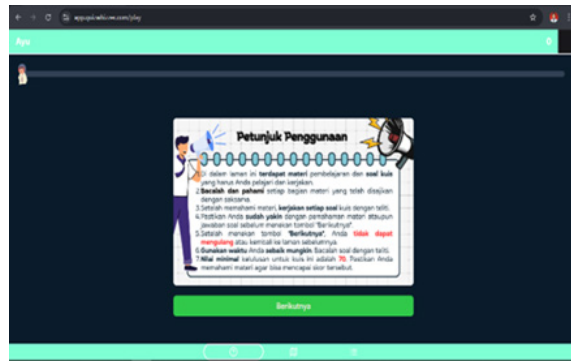 Ayu
0
Petunjuk Penggunaan
1. Di dalam laman ini terdapat materi pembelajaran dan soal kuis
yang harus Anda pelajari dan kerjakan.
2. Bacalah dan pahami setiap bagian materi yang telah disajikan
dengan seksama.
3. Setelah memahami materi, kerjakan setiap soal kuis dengan teliti.
4. Pastikan Anda sudah yakin dengan pemahaman materi ataupun
jawaban soal sebelum menekan tombol "Berikutnya".
5. Setelah menekan tombol "Berikutnya", Anda tidak dapat
mengulang atau kembali ke laman sebelumnya.
6. Gunakan waktu Anda sebaik mungkin. Bacalah soal dengan teliti.
7. Nilai minimal kelulusan untuk kuis ini adalah 70. Pastikan Anda
memahami materi agar bisa mencapai skor tersebut.
Berikutnya